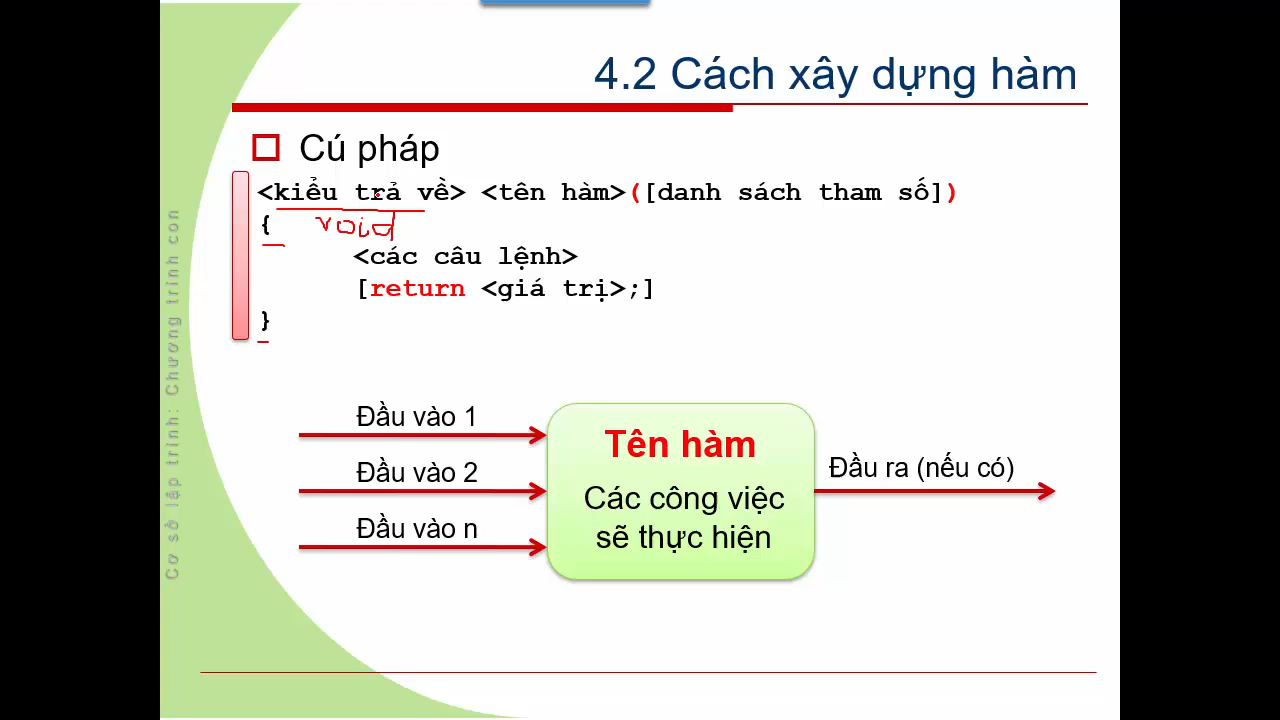 4.2 Cách xây dựng hàm
Cú pháp
<kiểu trả về> <tên hàm>([danh sách tham số])
{
void
<các câu lệnh>
[return <giá trị>;]
}
Đầu vào 1
Đầu vào 2
Đầu vào n
Tên hàm
Các công việc
sẽ thực hiện
Đầu ra (nếu có)
Cơ sở lập trình: Chương trình con